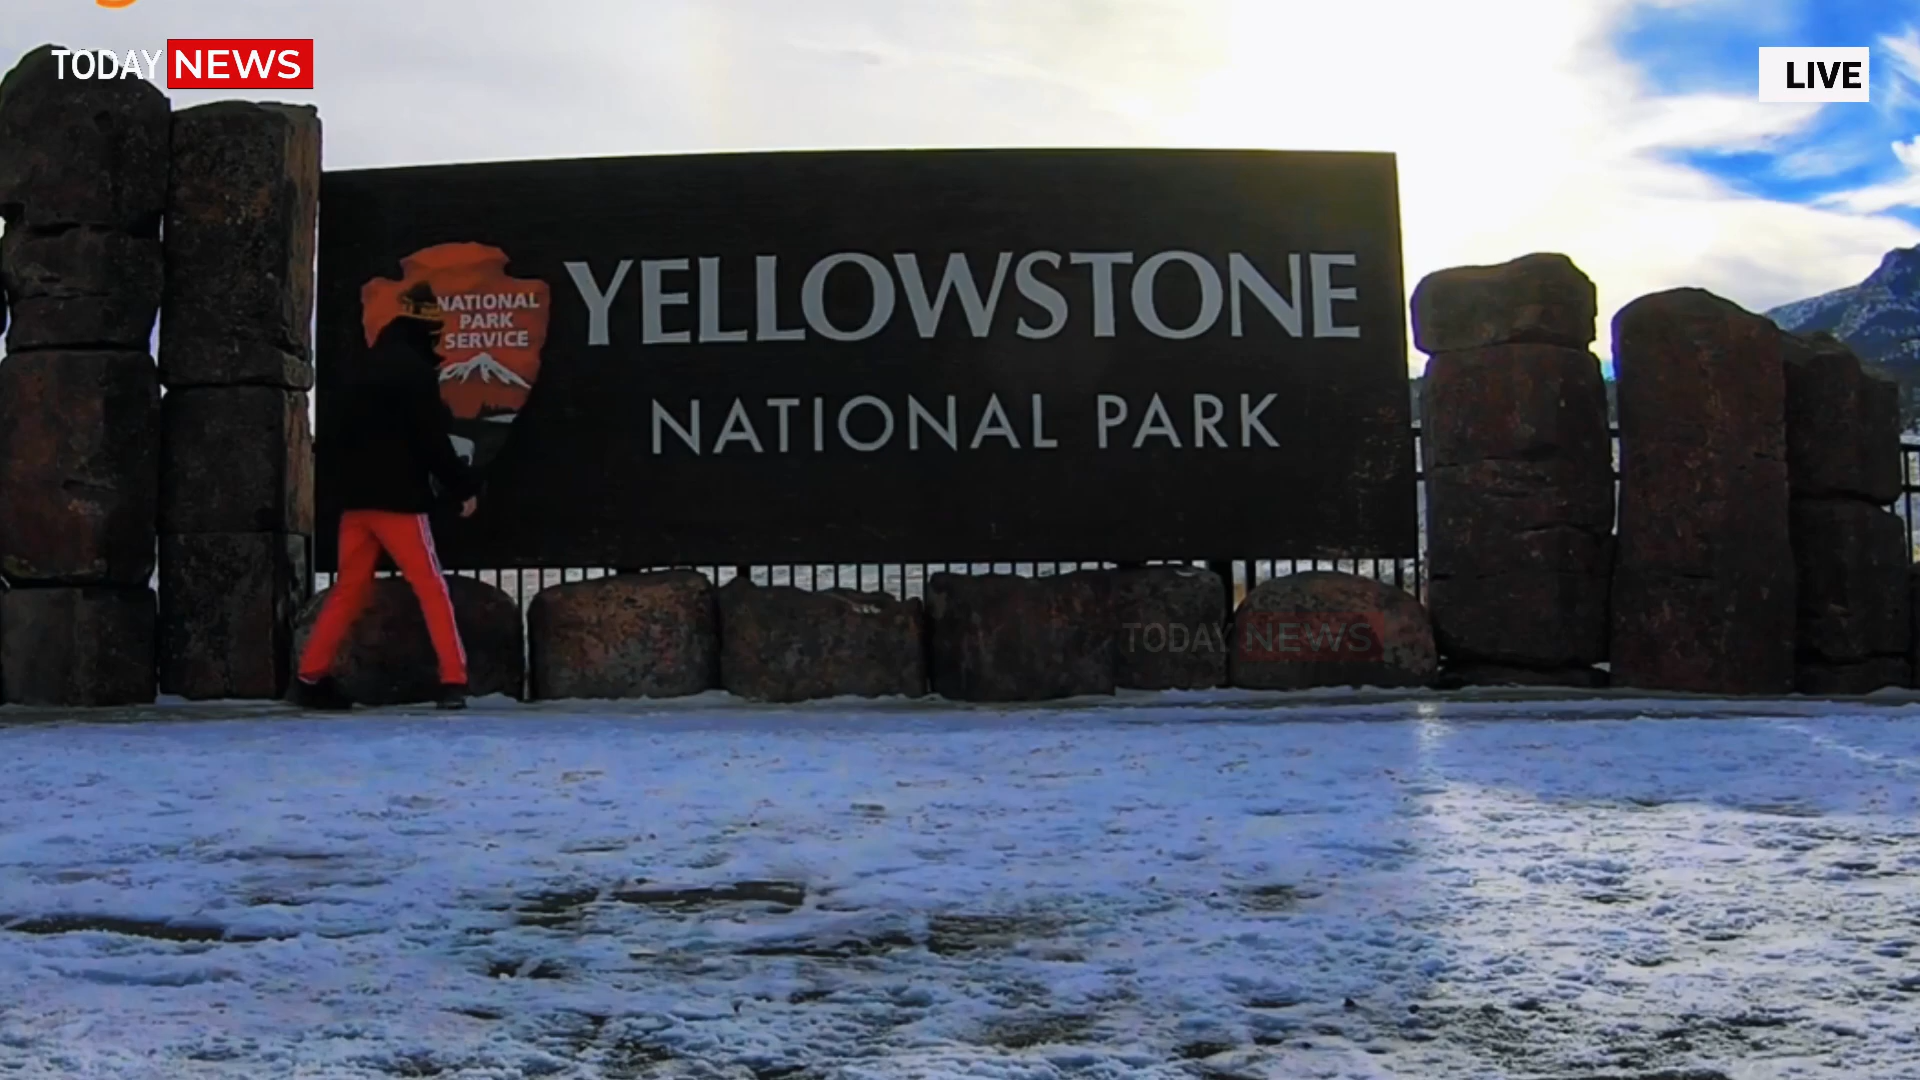 TODAY NEWS
LIVE
NATIONAL
PARK
SERVICE
YELLOWSTONE
NATIONAL PARK
TODAY NEWS